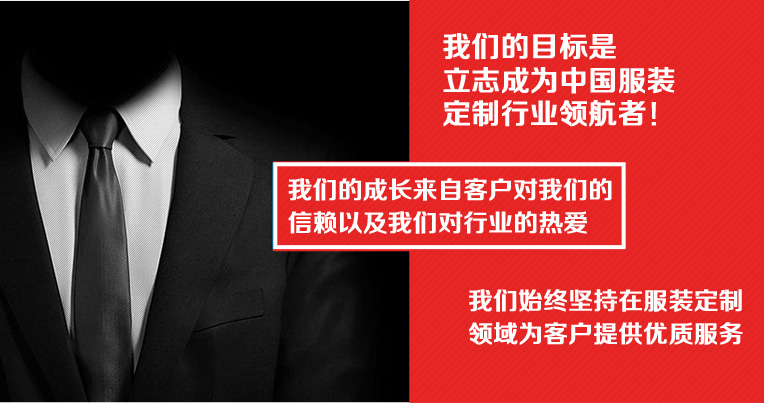 我们的目标是
立志成为中国服装
定制行业领航者！
我们的成长来自客户对我们的
信赖以及我们对行业的热爱
我们始终坚持在服装定制
领域为客户提供优质服务